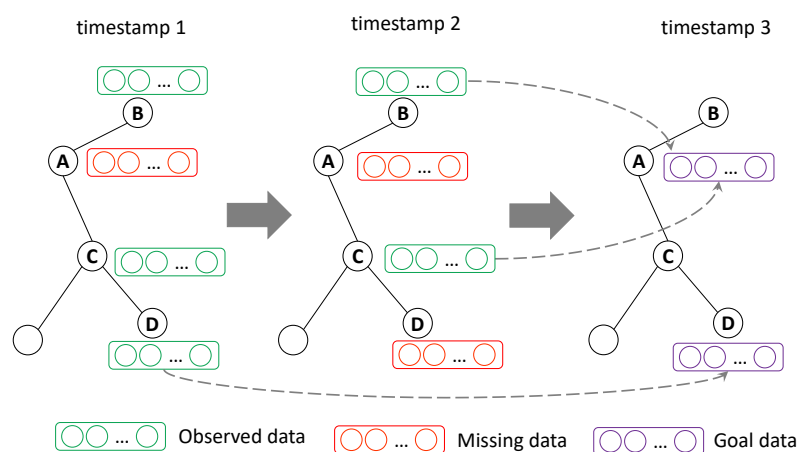 timestamp 1
timestamp 2
timestamp 3
...
...
B
B
B
A
...
A
...
A
...
C
...
C
...
C
D
...
D
...
D
...
... Observed data
... Missing data
... Goal data